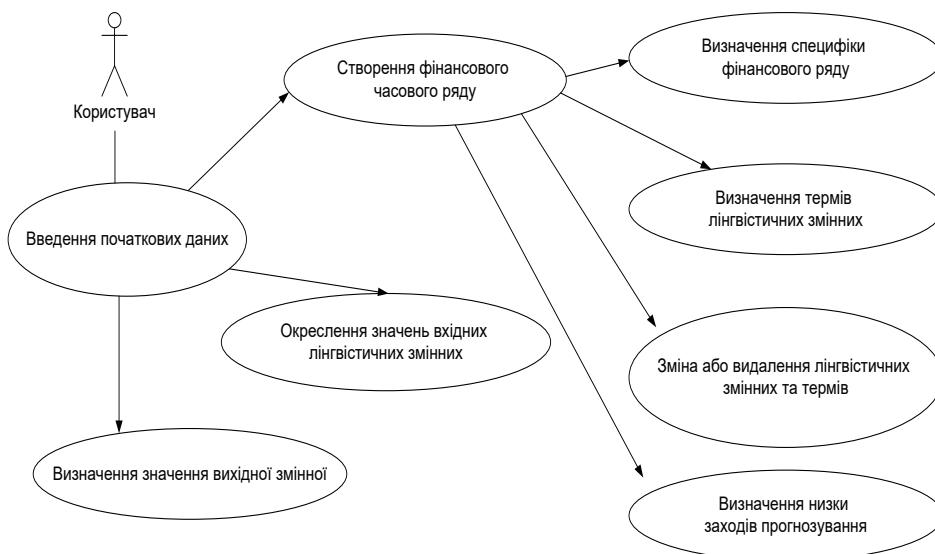 Користувач
Створення фінансового
часового ряду
Визначення специфіки
фінансового ряду
Визначення термів
лінгвістичних змінних
Введення початкових даних
Окреслення значень вхідних
лінгвістичних змінних
Зміна або видалення лінгвістичних
змінних та термів
Визначення значення вихідної змінної
Визначення низки
заходів прогнозування